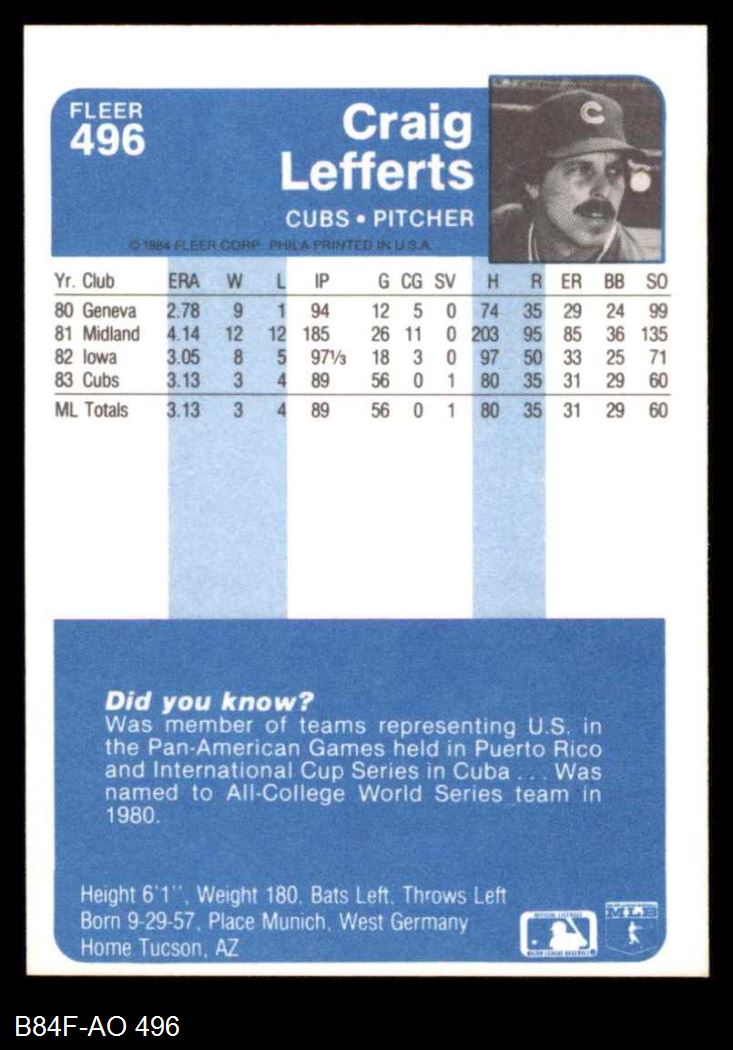 FLEER
496
Craig
Lefferts
CUBS • PITCHER
© 1984 FLEER CORP. PHILA PRINTED IN U.S.A.
Yr. Club ERA W L IP G CG SV H R ER BB SO
80 Geneva 2.78 9 1 94 12 5 0 74 35 29 24 99
81 Midland 4.14 12 12 185 26 11 0 203 95 85 36 135
82 Iowa 3.05 8 5 97⅓ 18 3 0 97 50 33 25 71
83 Cubs 3.13 3 4 89 56 0 1 80 35 31 29 60
ML Totals 3.13 3 4 89 56 0 1 80 35 31 29 60
Did you know?
Was member of teams representing U.S. in
the Pan-American Games held in Puerto Rico
and International Cup Series in Cuba . . . Was
named to All-College World Series team in
1980.
Height 6'1", Weight 180, Bats Left, Throws Left
Born 9-29-57, Place Munich, West Germany
Home Tucson, AZ
OFFICIAL LICENSEE
MAJOR LEAGUE BASEBALL
MLB
B84F-AO 496